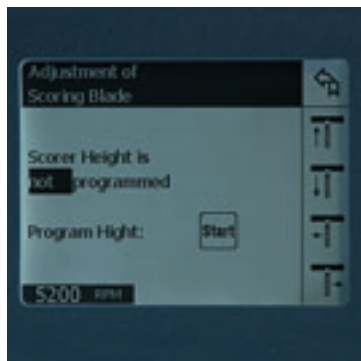 Adjustment of
Scoring Blade
Scorer Height is
not programmed
Program Hight:
Start
5200 RPM